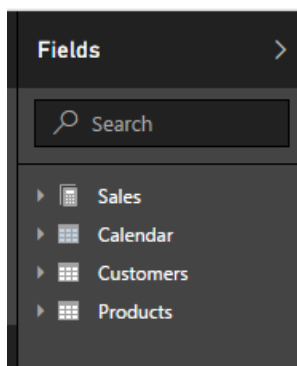 Fields
Search
Sales
Calendar
Customers
Products